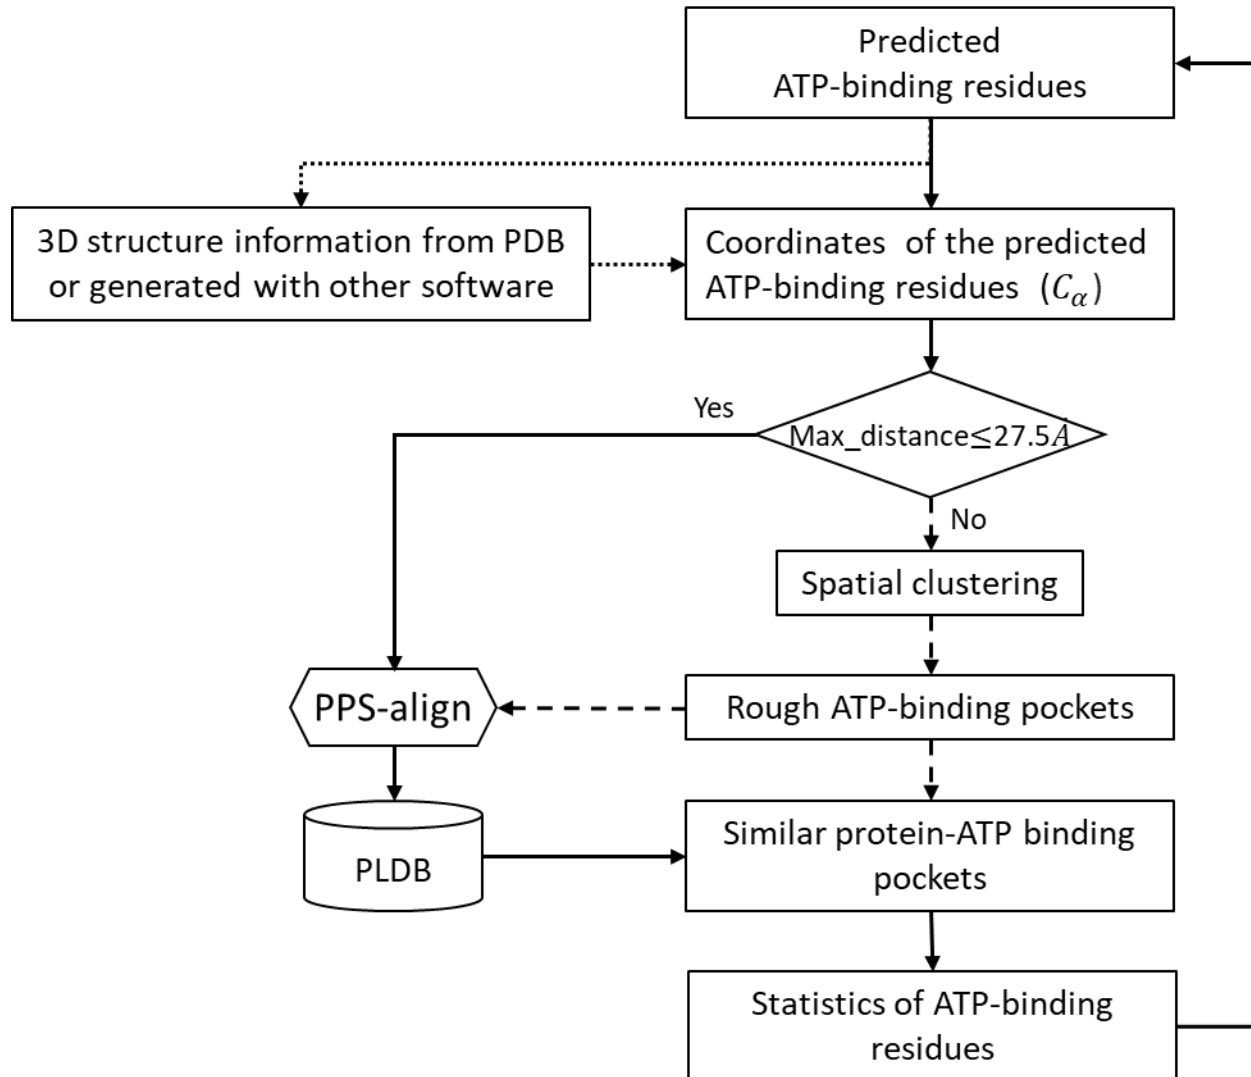 Predicted
ATP-binding residues
3D structure information from PDB
or generated with other software
Coordinates of the predicted
ATP-binding residues (𝐶𝛼)
Yes
Max_distance≤27.5𝐴
No
Spatial clustering
PPS-align
Rough ATP-binding pockets
PLDB
Similar protein-ATP binding
pockets
Statistics of ATP-binding
residues